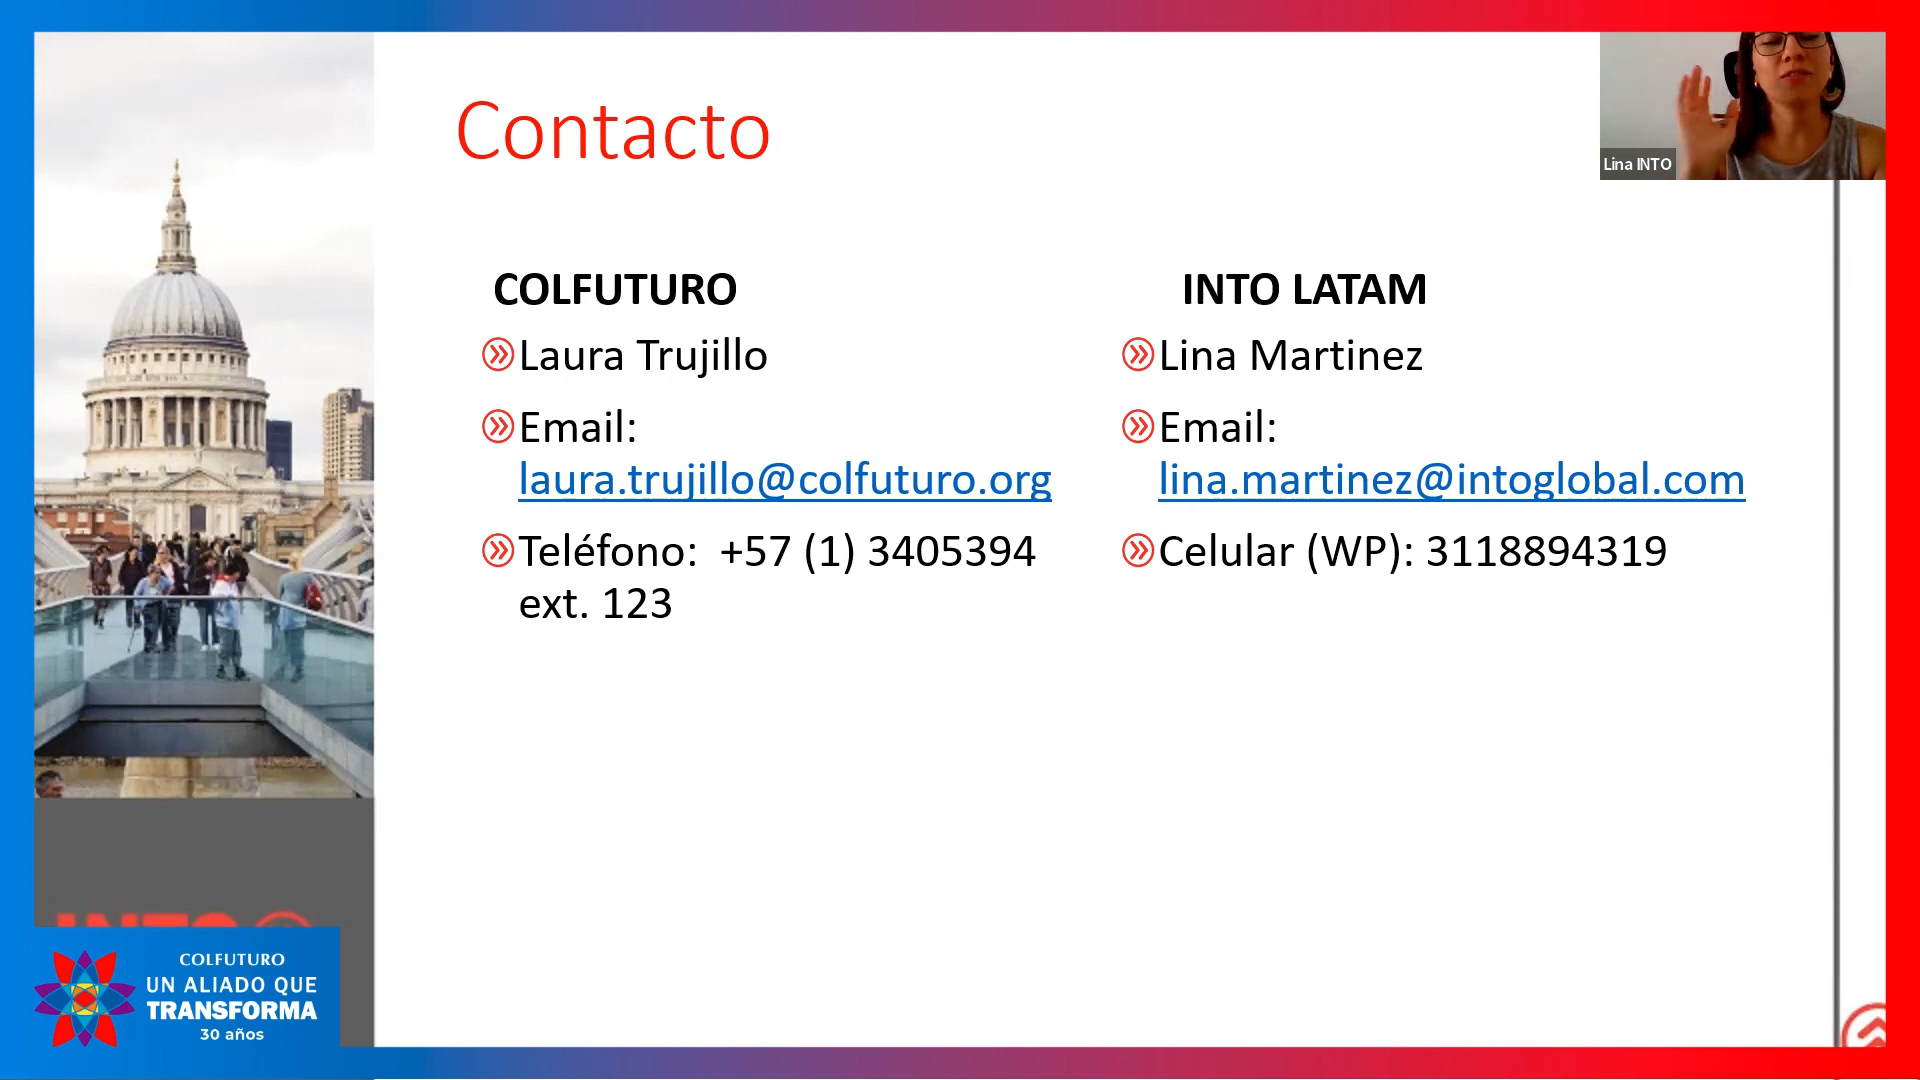 Contacto
Lina INTO
COLFUTURO
Laura Trujillo
Email:
laura.trujillo@colfuturo.org
Teléfono:  +57 (1) 3405394
ext. 123
INTO LATAM
Lina Martinez
Email:
lina.martinez@intoglobal.com
Celular (WP): 3118894319
INTO
COLFUTURO
UN ALIADO QUE
TRANSFORMA
30 años